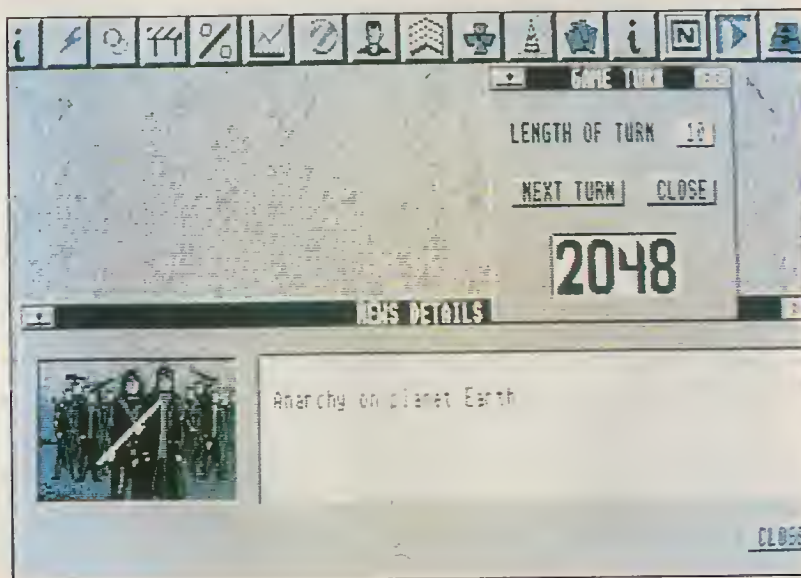 i % i N
GAME TURN
LENGTH OF TURN 10
NEXT TURN CLOSE
2048
NEWS DETAILS
Anarchy on planet Earth
CLOSE